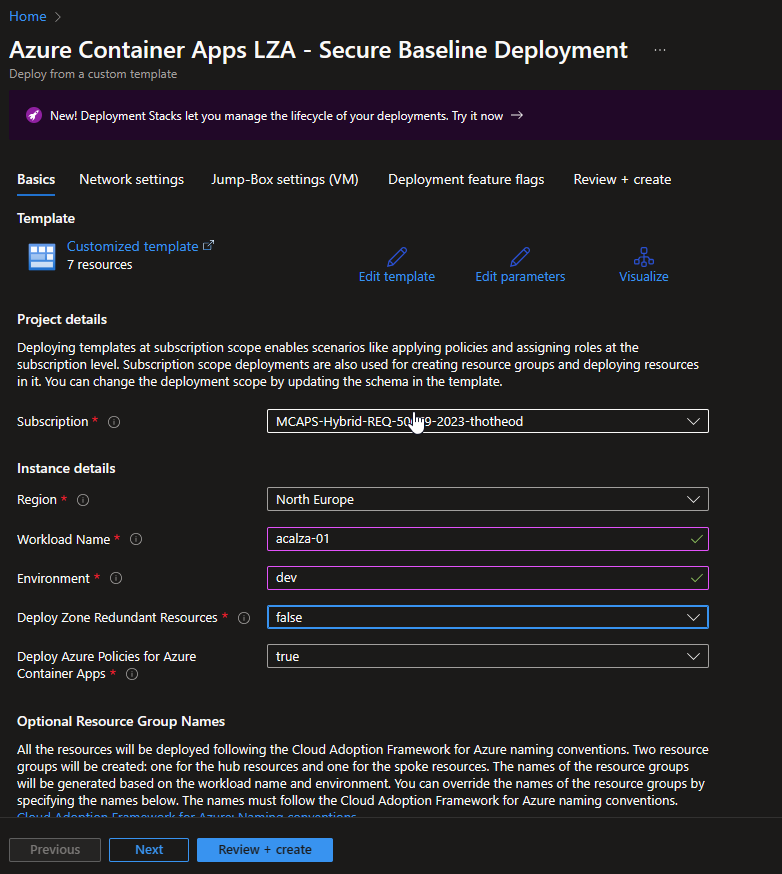 Home
Azure Container Apps LZA - Secure Baseline Deployment ...
Deploy from a custom template
New! Deployment Stacks let you manage the lifecycle of your deployments. Try it now →
Basics Network settings Jump-Box settings (VM) Deployment feature flags Review + create
Template
Customized template
7 resources
Edit template Edit parameters Visualize
Project details
Deploying templates at subscription scope enables scenarios like applying policies and assigning roles at the
subscription level. Subscription scope deployments are also used for creating resource groups and deploying resources
in it. You can change the deployment scope by updating the schema in the template.
Subscription * MCAPS-Hybrid-REQ- -2023-thotheod
Instance details
Region * North Europe
Workload Name * acalza-01
Environment * dev
Deploy Zone Redundant Resources * false
Deploy Azure Policies for Azure true
Container Apps *
Optional Resource Group Names
All the resources will be deployed following the Cloud Adoption Framework for Azure naming conventions. Two resource
groups will be created: one for the hub resources and one for the spoke resources. The names of the resource groups
will be generated based on the workload name and environment. You can override the names of the resource groups by
specifying the names below. The names must follow the Cloud Adoption Framework for Azure naming conventions.
Cloud Adoption Framework for Azure: Naming conventions
Previous Next Review + create